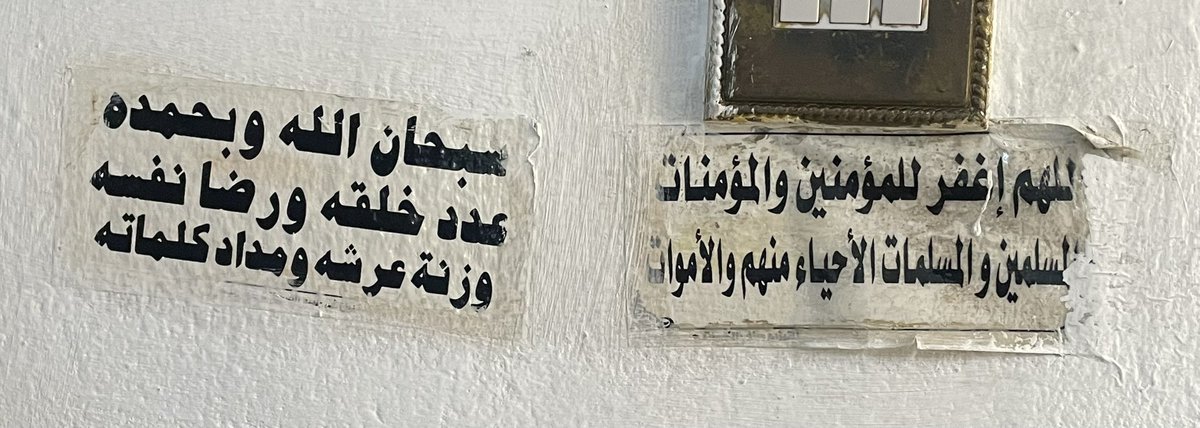 سبحان الله وبحمده
عدد خلقه ورضا نفسه
وزنة عرشه ومداد كلماته
اللهم إغفر للمؤمنين والمؤمنات
المسلمين والمسلمات الأحياء منهم والأموات